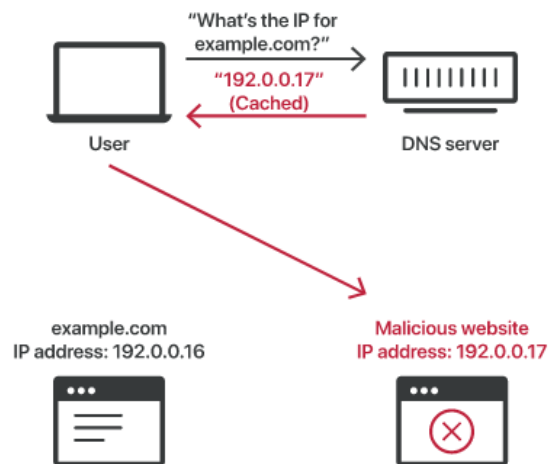 “What’s the IP for
example.com?”
“192.0.0.17”
(Cached)
User
DNS server
example.com
IP address: 192.0.0.16
Malicious website
IP address: 192.0.0.17